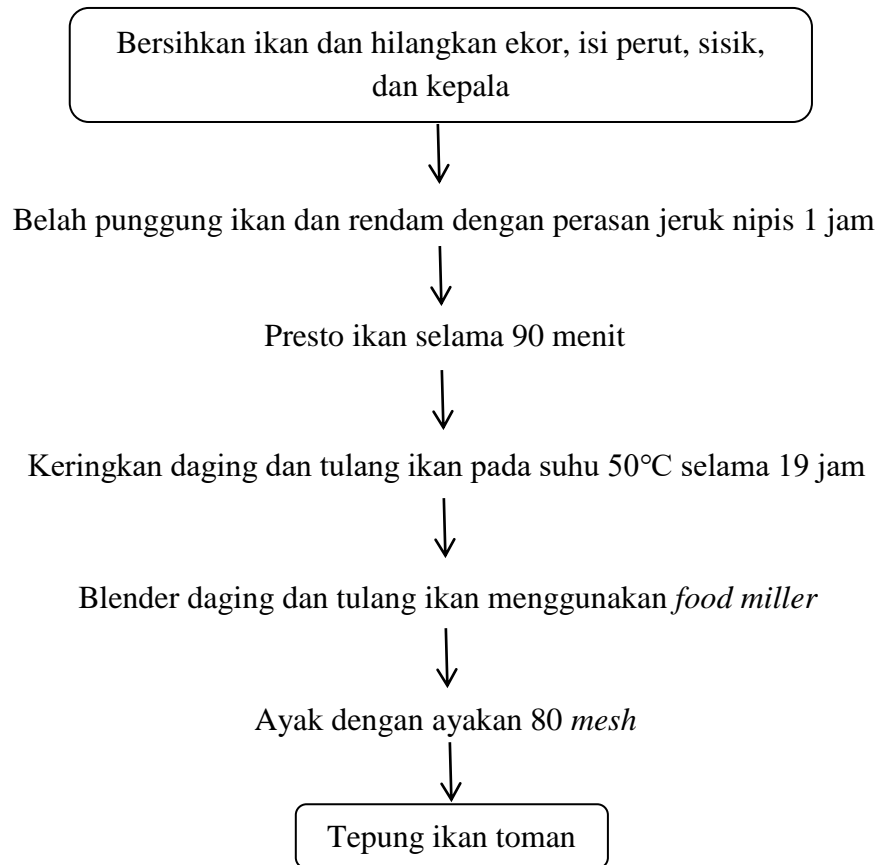 Bersihkan ikan dan hilangkan ekor, isi perut, sisik,
dan kepala
Belah punggung ikan dan rendam dengan perasan jeruk nipis 1 jam
Presto ikan selama 90 menit
Keringkan daging dan tulang ikan pada suhu 50°C selama 19 jam
Blender daging dan tulang ikan menggunakan food miller
Ayak dengan ayakan 80 mesh
Tepung ikan toman